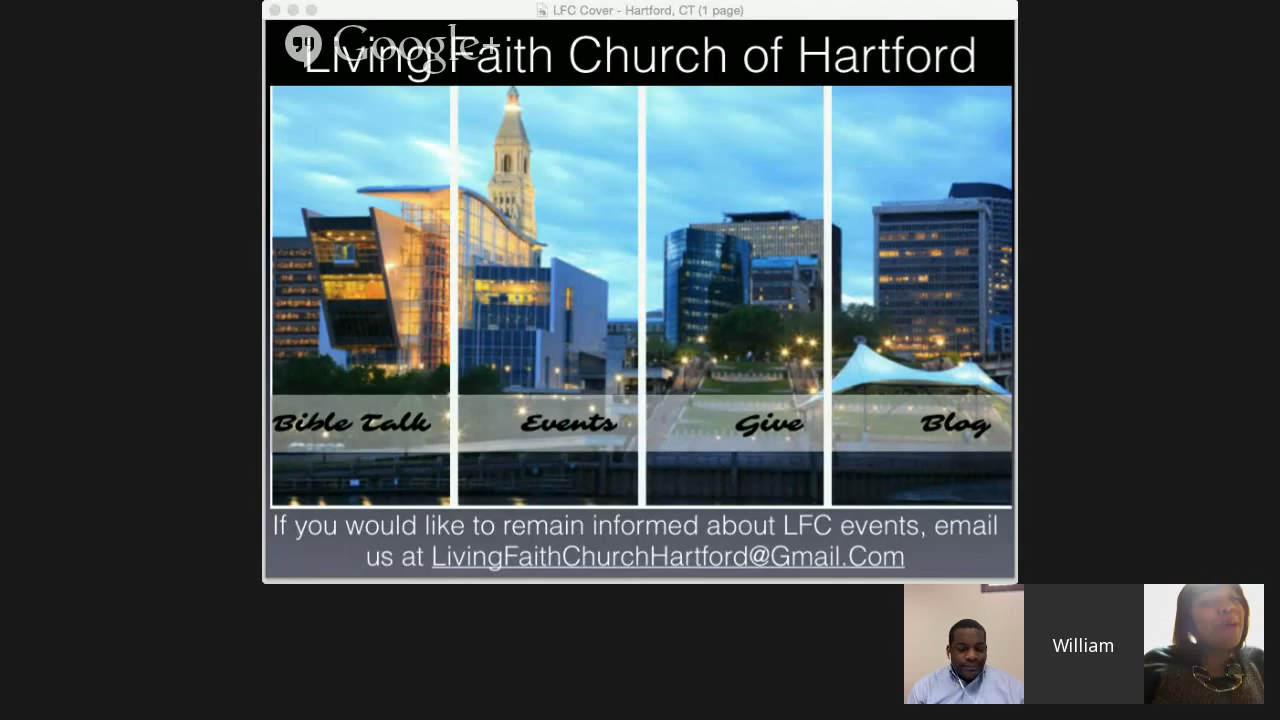 LFC Cover - Hartford, CT (1 page)
Google+
Living Faith Church of Hartford
Bible Talk
Events
Give
Blog
If you would like to remain informed about LFC events, email
us at LivingFaithChurchHartford@Gmail.Com
William